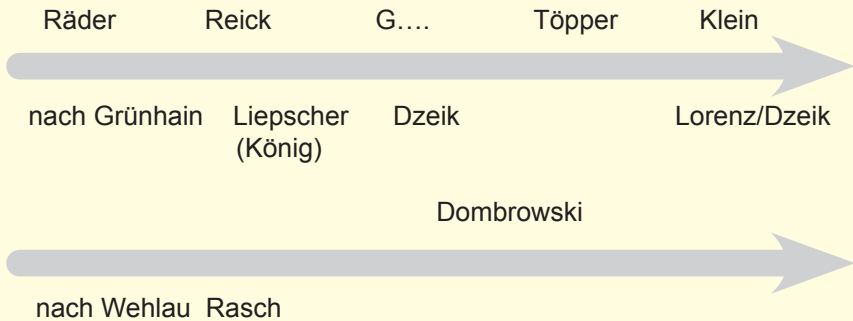 Räder Reick G…. Töpper Klein
nach Grünhain Liepscher Dzeik Lorenz/Dzeik
(König)
Dombrowski
nach Wehlau Rasch